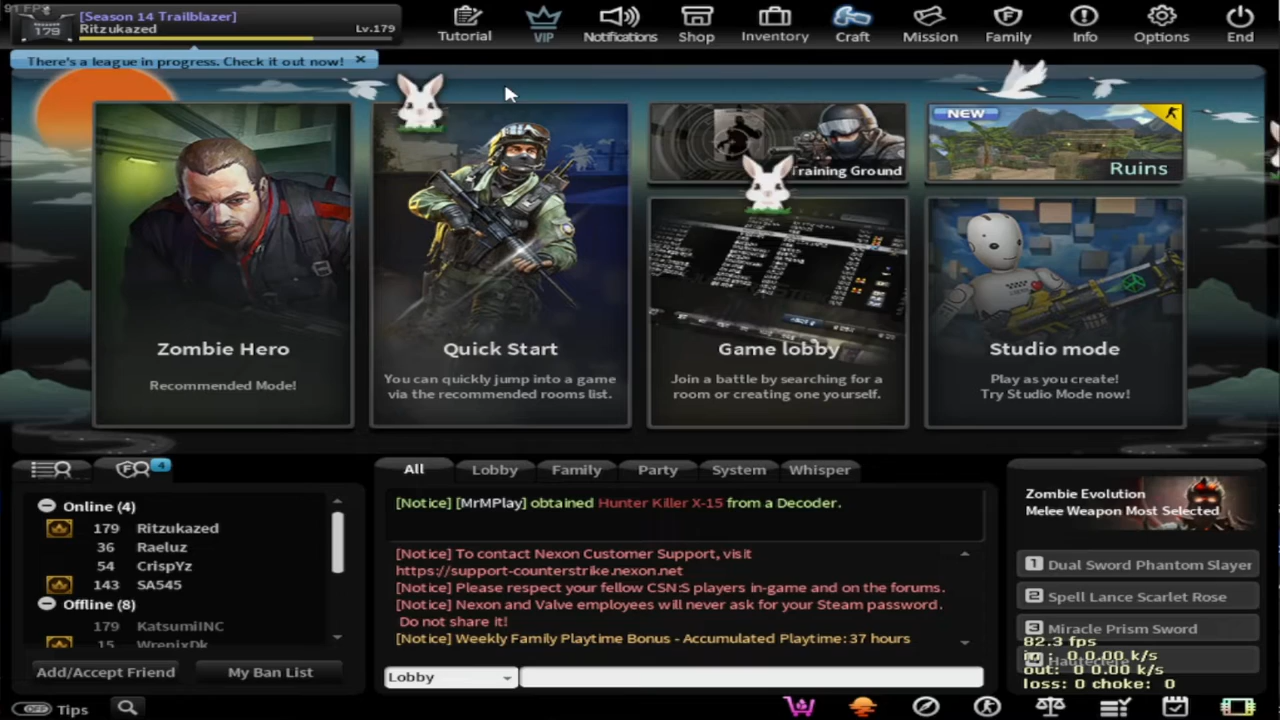 91 FPS
179
[Season 14 Trailblazer]
Ritzukazed
Lv.179
Tutorial
VIP
Notifications
Shop
Inventory
Craft
Mission
Family
Info
Options
End
There's a league in progress. Check it out now!
Zombie Hero
Recommended Mode!
Quick Start
You can quickly jump into a game
via the recommended rooms list.
Training Ground
Game lobby
Join a battle by searching for a
room or creating one yourself.
NEW
Ruins
Studio mode
Play as you create!
Try Studio Mode now!
4
Online (4)
179 Ritzukazed
36 Raeluz
54 CrispYz
143 SA545
Offline (8)
179 KatsumiINC
15 WrenixDk
Add/Accept Friend
My Ban List
All
Lobby
Family
Party
System
Whisper
[Notice] [MrMPlay] obtained Hunter Killer X-15 from a Decoder.
[Notice] To contact Nexon Customer Support, visit
https://support-counterstrike.nexon.net
[Notice] Please respect your fellow CSN:S players in-game and on the forums.
[Notice] Nexon and Valve employees will never ask for your Steam password.
Do not share it!
[Notice] Weekly Family Playtime Bonus - Accumulated Playtime: 37 hours
Lobby
Zombie Evolution
Melee Weapon Most Selected
1 Dual Sword Phantom Slayer
2 Spell Lance Scarlet Rose
3 Miracle Prism Sword
82.3 fps
in : 0 0.00 k/s
out: 0 0.00 k/s
loss: 0 choke: 0
OFF Tips